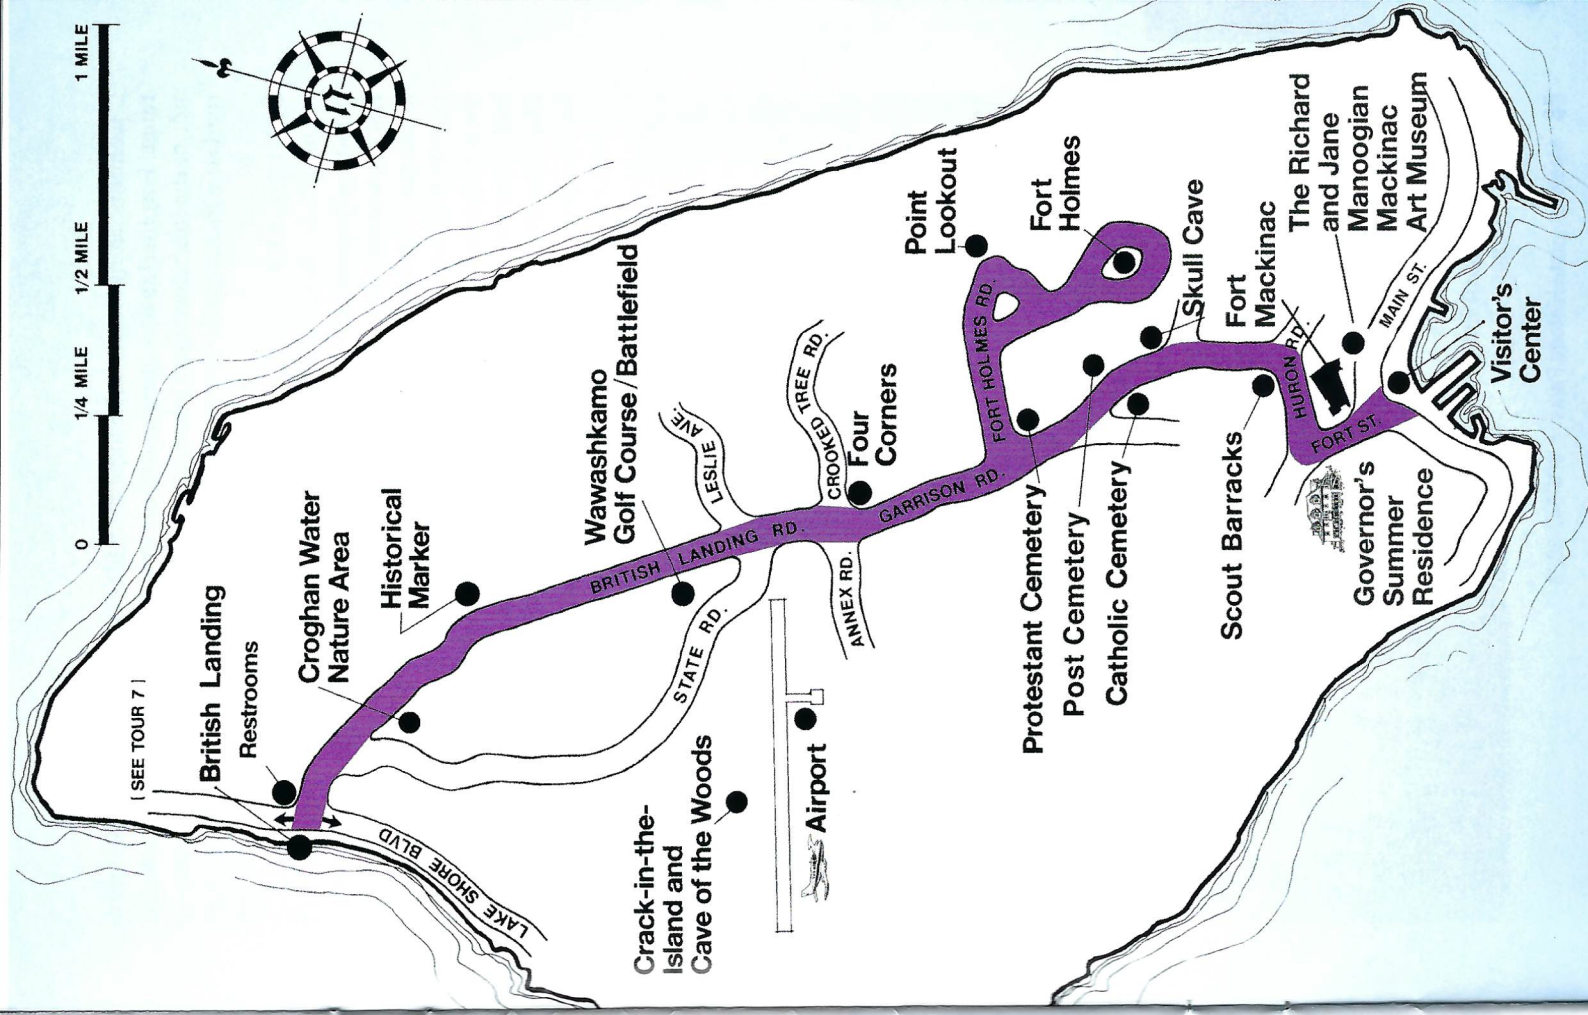 0
1/4 MILE
1/2 MILE
1 MILE
[ SEE TOUR 7 ]
British Landing
Restrooms
Croghan Water
Nature Area
Historical
Marker
Wawashkamo
Golf Course/Battlefield
LESLIE AVE.
CROOKED TREE RD.
Four
Corners
BRITISH LANDING RD.
STATE RD.
ANNEX RD.
LAKE SHORE BLVD
Crack-in-the-
Island and
Cave of the Woods
Airport
GARRISON RD.
FORT HOLMES RD.
Point
Lookout
Fort
Holmes
Skull Cave
Fort
Mackinac
The Richard
and Jane
Manoogian
Mackinac
Art Museum
MAIN ST.
Visitor's
Center
HURON RD.
FORT ST.
Protestant Cemetery
Post Cemetery
Catholic Cemetery
Scout Barracks
Governor's
Summer
Residence